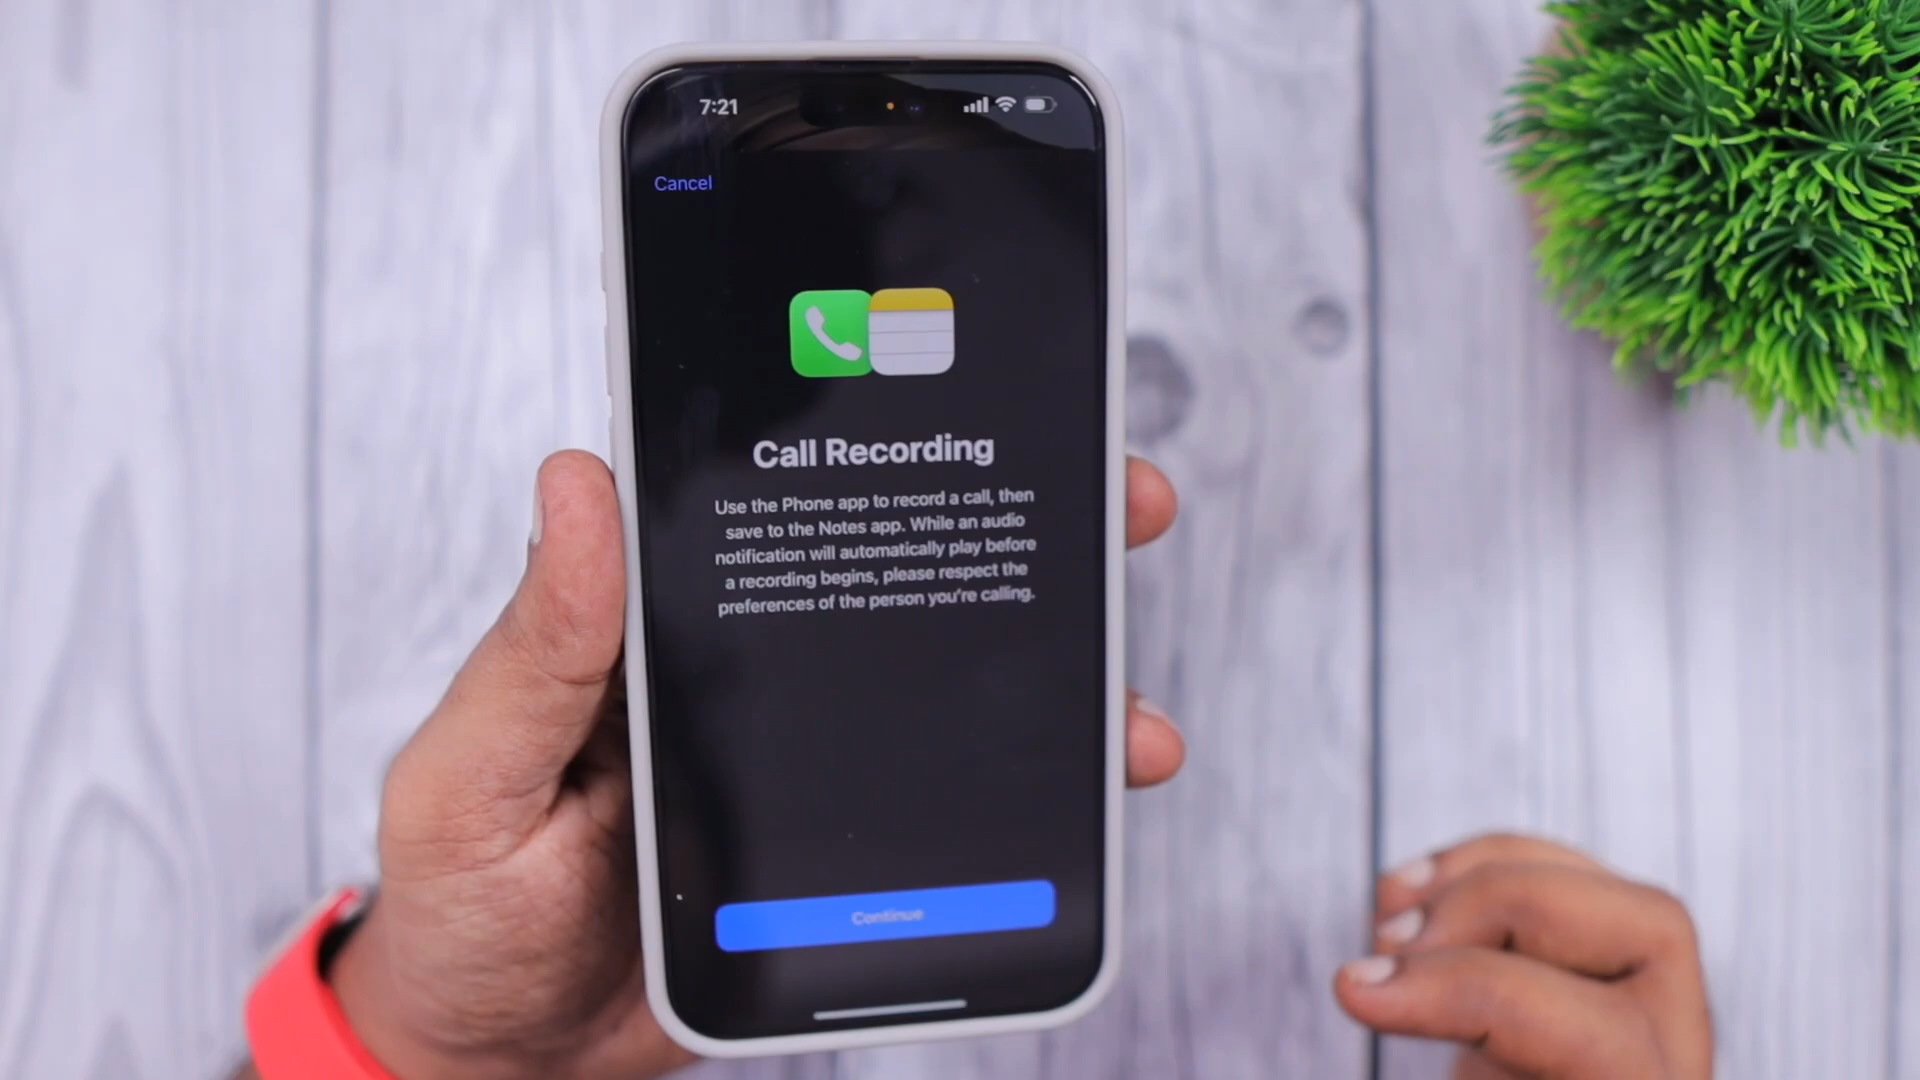 7:21
Cancel
Call Recording
Use the Phone app to record a call, then
save to the Notes app. While an audio
notification will automatically play before
a recording begins, please respect the
preferences of the person you're calling.
Continue